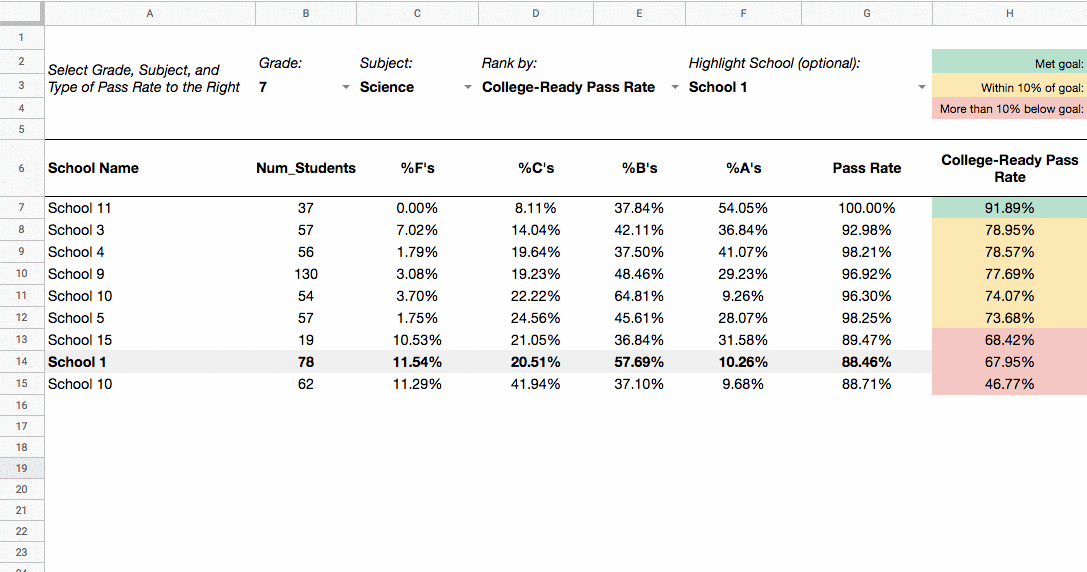 A B C D E F G H
1
2 Grade: Subject: Rank by: Highlight School (optional): Met goal:
Select Grade, Subject, and
3 Type of Pass Rate to the Right 7 Science College-Ready Pass Rate School 1 Within 10% of goal:
4 More than 10% below goal:
5
6 School Name Num_Students %F's %C's %B's %A's Pass Rate College-Ready Pass
Rate
7 School 11 37 0.00% 8.11% 37.84% 54.05% 100.00% 91.89%
8 School 3 57 7.02% 14.04% 42.11% 36.84% 92.98% 78.95%
9 School 4 56 1.79% 19.64% 37.50% 41.07% 98.21% 78.57%
10 School 9 130 3.08% 19.23% 48.46% 29.23% 96.92% 77.69%
11 School 10 54 3.70% 22.22% 64.81% 9.26% 96.30% 74.07%
12 School 5 57 1.75% 24.56% 45.61% 28.07% 98.25% 73.68%
13 School 15 19 10.53% 21.05% 36.84% 31.58% 89.47% 68.42%
14 School 1 78 11.54% 20.51% 57.69% 10.26% 88.46% 67.95%
15 School 10 62 11.29% 41.94% 37.10% 9.68% 88.71% 46.77%
16
17
18
19
20
21
22
23